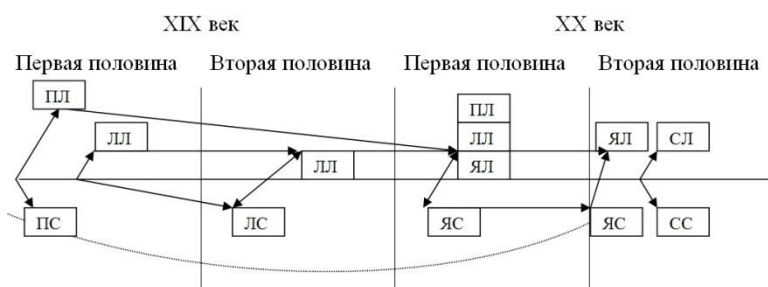 XIX век XX век
Первая половина Вторая половина Первая половина Вторая половина
ПЛ ПЛ
ЛЛ ЛЛ ЯЛ СЛ
ЛЛ ЯЛ
ПС ЛС ЯС ЯС СС